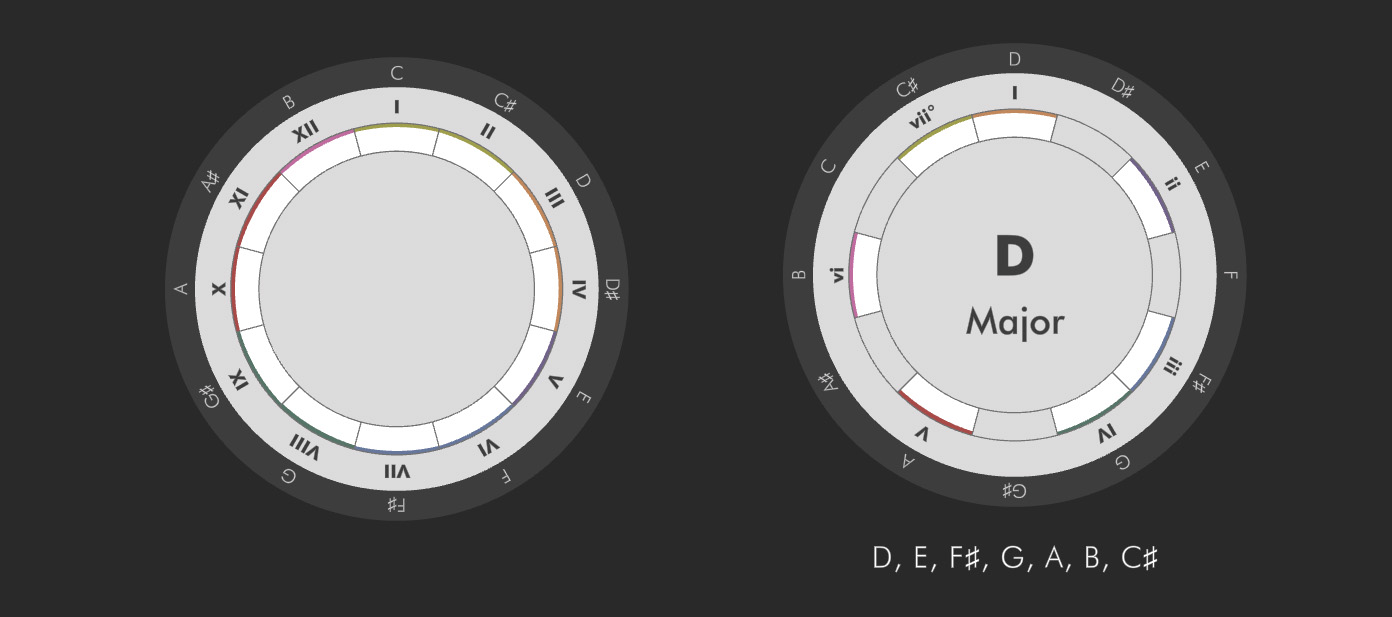 C
C♯
D
D♯
E
F
F♯
G
G♯
A
A♯
B
I
II
III
IV
V
VI
VII
VIII
IX
X
XI
XII
D
D♯
E
F
F♯
G
G♯
A
A♯
B
C
C♯
I
ii
iii
IV
V
vi
vii°
D
Major
D, E, F♯, G, A, B, C♯